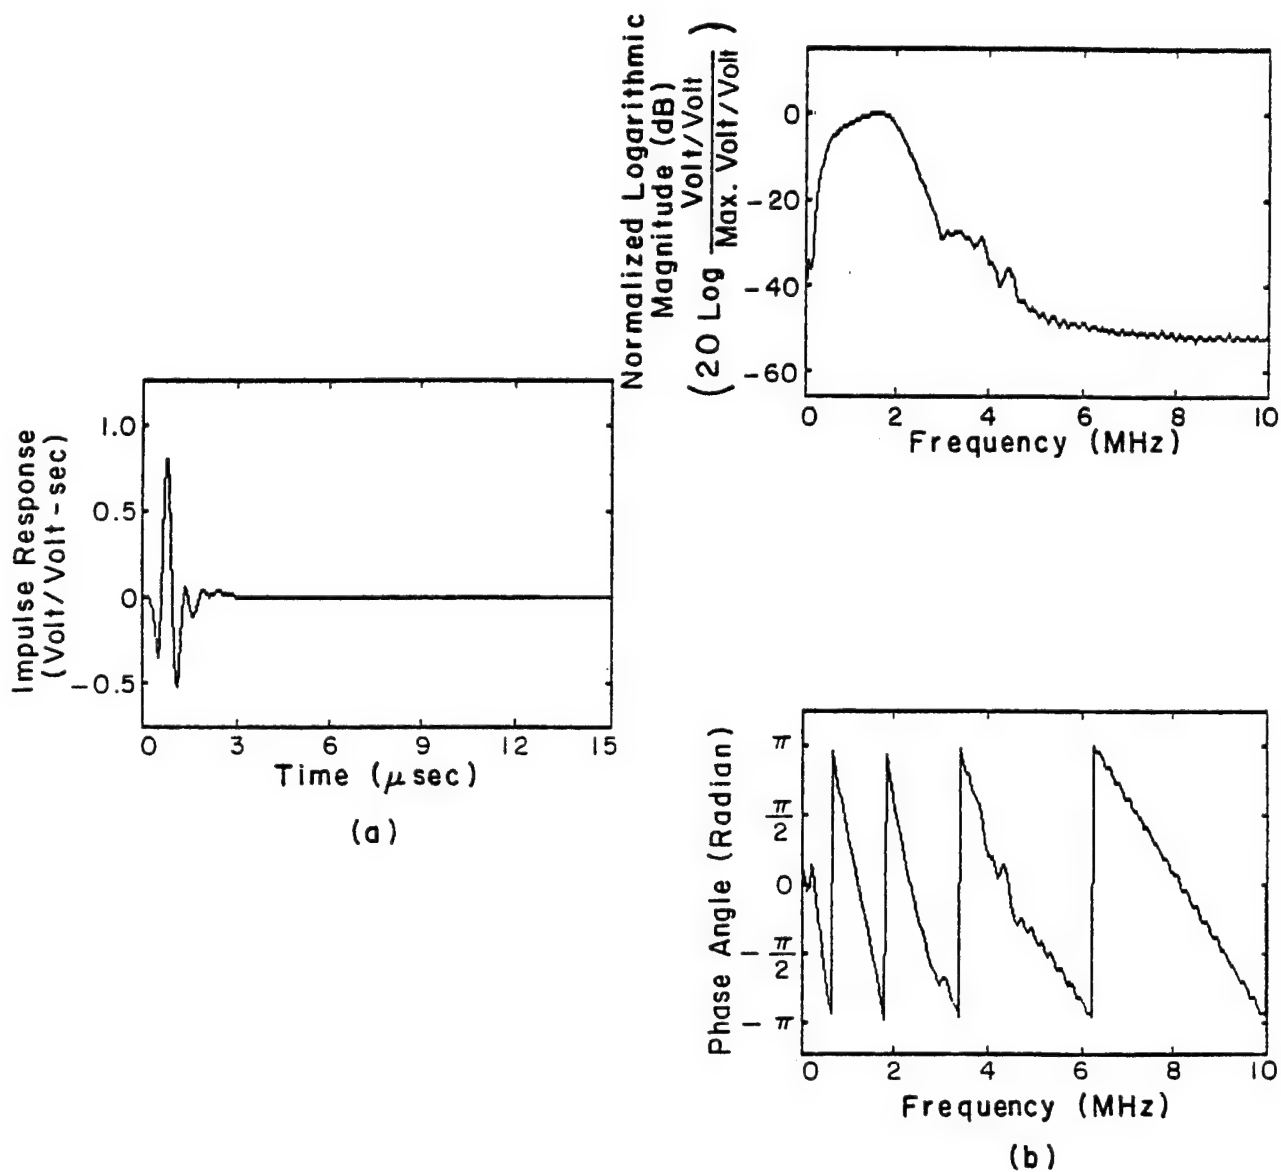 Impulse Response
(Volt/Volt-sec)
1.0
0.5
0
-0.5
0 3 6 9 12 15
Time (μsec)
(a)
Normalized Logarithmic
Magnitude (dB)
(20 Log Volt/Volt / Max. Volt/Volt)
0
-20
-40
-60
0 2 4 6 8 10
Frequency (MHz)
Phase Angle (Radian)
π
π/2
0
-π/2
-π
0 2 4 6 8 10
Frequency (MHz)
(b)